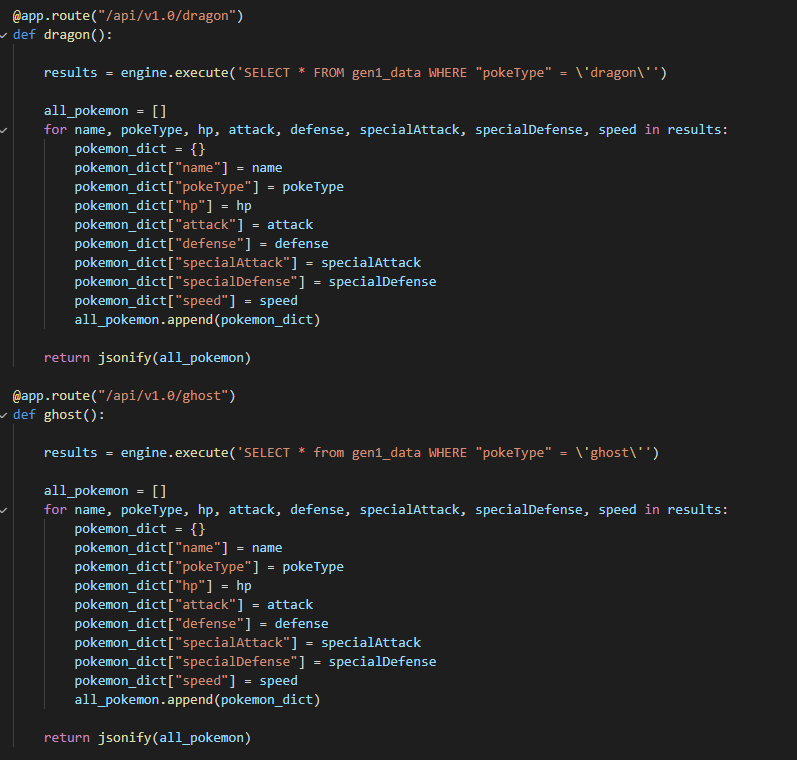 @app.route("/api/v1.0/dragon")
def dragon():
    results = engine.execute('SELECT * FROM gen1_data WHERE "pokeType" = \'dragon\'')
    all_pokemon = []
    for name, pokeType, hp, attack, defense, specialAttack, specialDefense, speed in results:
        pokemon_dict = {}
        pokemon_dict["name"] = name
        pokemon_dict["pokeType"] = pokeType
        pokemon_dict["hp"] = hp
        pokemon_dict["attack"] = attack
        pokemon_dict["defense"] = defense
        pokemon_dict["specialAttack"] = specialAttack
        pokemon_dict["specialDefense"] = specialDefense
        pokemon_dict["speed"] = speed
        all_pokemon.append(pokemon_dict)
    return jsonify(all_pokemon)
@app.route("/api/v1.0/ghost")
def ghost():
    results = engine.execute('SELECT * from gen1_data WHERE "pokeType" = \'ghost\'')
    all_pokemon = []
    for name, pokeType, hp, attack, defense, specialAttack, specialDefense, speed in results:
        pokemon_dict = {}
        pokemon_dict["name"] = name
        pokemon_dict["pokeType"] = pokeType
        pokemon_dict["hp"] = hp
        pokemon_dict["attack"] = attack
        pokemon_dict["defense"] = defense
        pokemon_dict["specialAttack"] = specialAttack
        pokemon_dict["specialDefense"] = specialDefense
        pokemon_dict["speed"] = speed
        all_pokemon.append(pokemon_dict)
    return jsonify(all_pokemon)